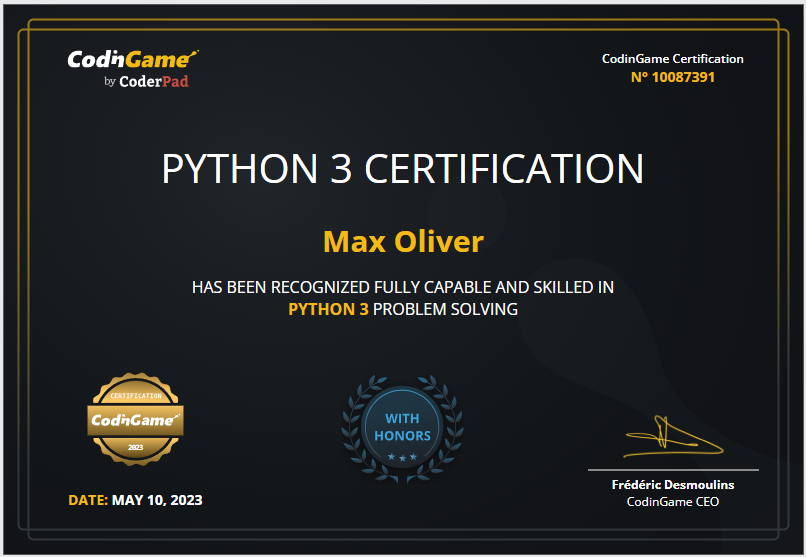 CodinGame
by CoderPad
CodinGame Certification
N° 10087391
PYTHON 3 CERTIFICATION
Max Oliver
HAS BEEN RECOGNIZED FULLY CAPABLE AND SKILLED IN
PYTHON 3 PROBLEM SOLVING
CERTIFICATION
CodinGame
2023
WITH
HONORS
DATE: MAY 10, 2023
Frédéric Desmoulins
CodinGame CEO